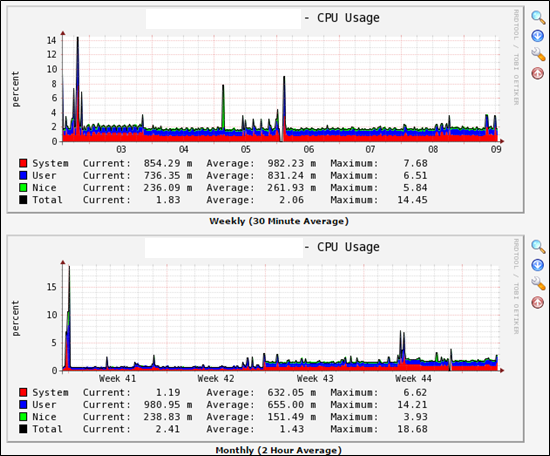 - CPU Usage
RRDTOOL / TOBI OETIKER
percent
14
12
10
8
6
4
2
0
03 04 05 06 07 08 09
System Current: 854.29 m Average: 982.23 m Maximum: 7.68
User Current: 736.35 m Average: 831.24 m Maximum: 6.51
Nice Current: 236.09 m Average: 261.93 m Maximum: 5.84
Total Current: 1.83 Average: 2.06 Maximum: 14.45
Weekly (30 Minute Average)
- CPU Usage
RRDTOOL / TOBI OETIKER
percent
15
10
5
0
Week 41 Week 42 Week 43 Week 44
System Current: 1.19 Average: 632.05 m Maximum: 6.62
User Current: 980.95 m Average: 555.00 m Maximum: 14.21
Nice Current: 238.83 m Average: 151.49 m Maximum: 3.93
Total Current: 2.41 Average: 1.43 Maximum: 18.68
Monthly (2 Hour Average)